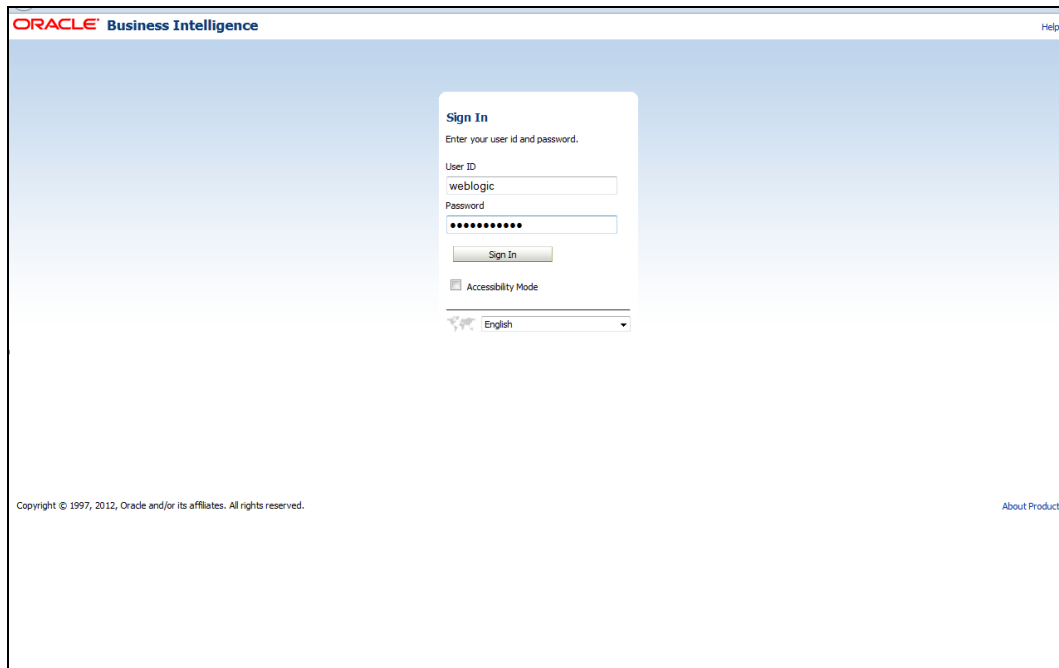 ORACLE Business Intelligence
Help
Sign In
Enter your user id and password.
User ID
weblogic
Password
•••••••••••
Sign In
Accessibility Mode
English
Copyright © 1997, 2012, Oracle and/or its affiliates. All rights reserved.
About Product